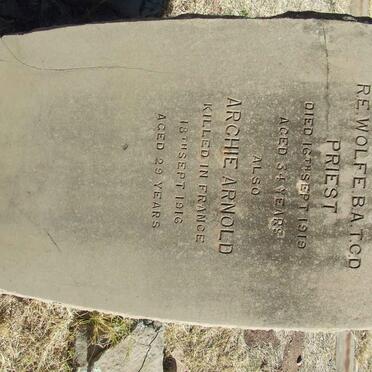 R.E. WOLFE. B.A. T.C.D
PRIEST
DIED 16TH SEPT. 1919
AGED 34 YEARS
ALSO
ARCHIE ARNOLD
KILLED IN FRANCE
18TH SEPT 1916
AGED 29 YEARS